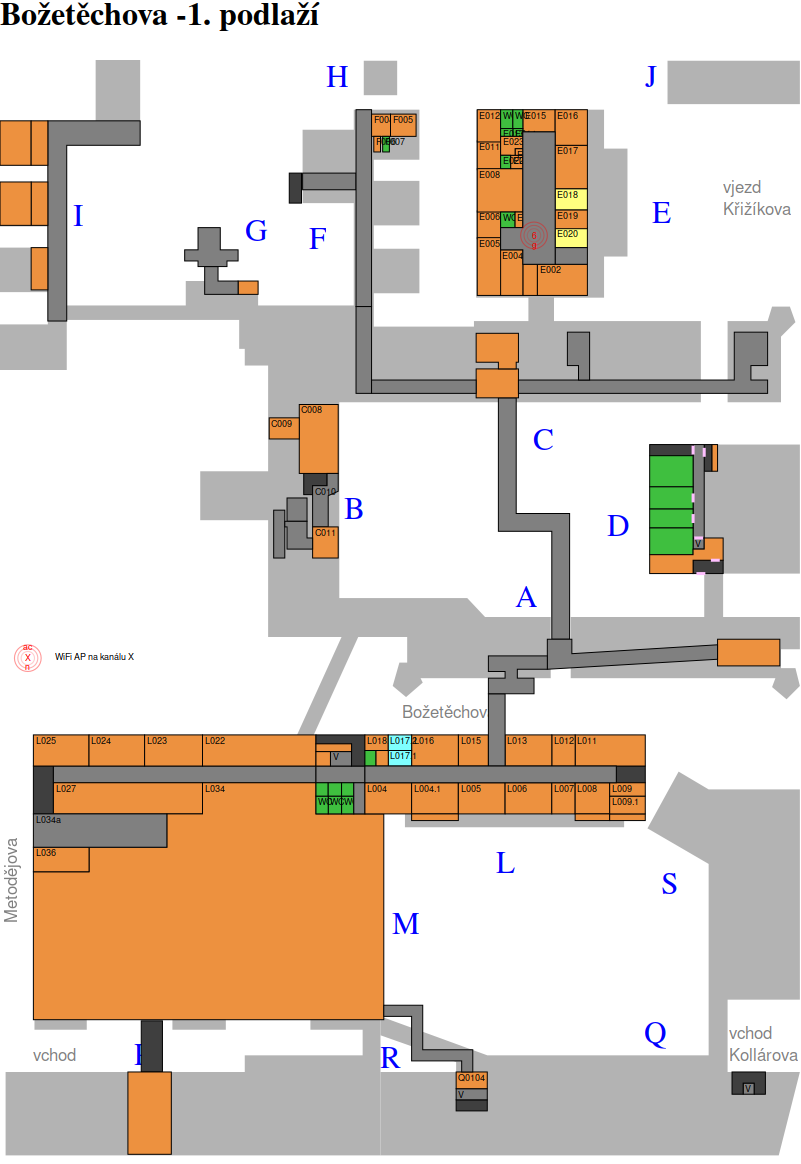 Božetěchova -1. podlaží
H
J
F005
E012
E015
E016
E011
E023
E017
E008
E018
E006
E019
E005
E020
E004
E002
6
g
vjezd
Křižíkova
E
I
G
F
C008
C009
C010
C011
B
C
D
V
A
ac
X
n
WiFi AP na kanálu X
Božetěchov
L025
L024
L023
L022
V
L018
L017
L016
L015
L013
L012
L011
L017.1
L027
L034
L004
L004.1
L005
L006
L007
L008
L009
L009.1
L034a
L036
Metodějova
L
S
M
Q
R
vchod
vchod
Kollárova
Q0104
V
V